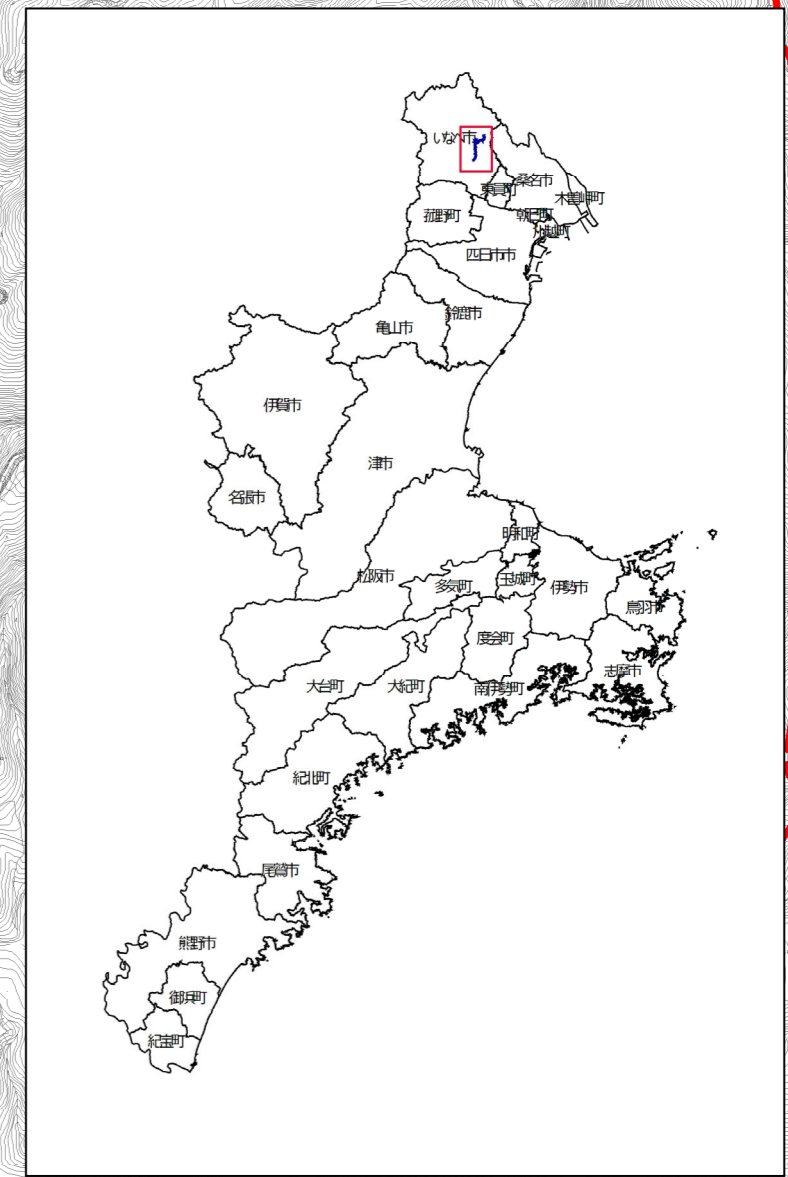 いなべ市
桑名市
東員町
木曽岬町
菰野町
朝日町
川越町
四日市市
鈴鹿市
亀山市
伊賀市
津市
名張市
明和町
松阪市
多気町
玉城町
伊勢市
鳥羽市
度会町
志摩市
大台町
大紀町
南伊勢町
紀北町
尾鷲市
熊野市
御浜町
紀宝町